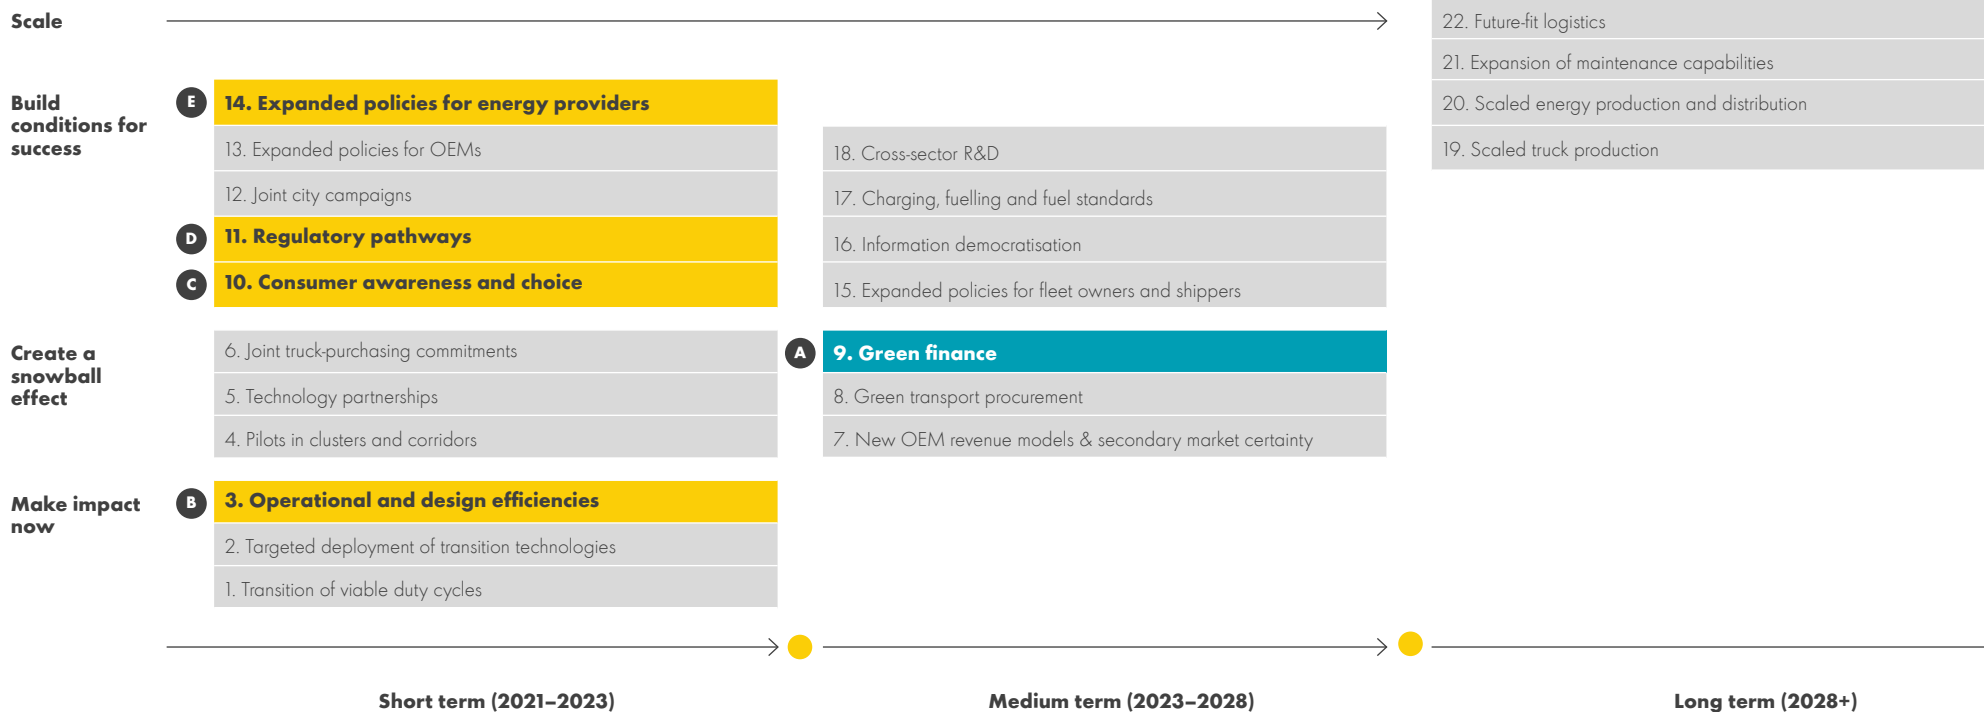 Scale
22. Future-fit logistics
21. Expansion of maintenance capabilities
20. Scaled energy production and distribution
19. Scaled truck production
Build
conditions for
success
E
14. Expanded policies for energy providers
13. Expanded policies for OEMs
12. Joint city campaigns
D
11. Regulatory pathways
C
10. Consumer awareness and choice
18. Cross-sector R&D
17. Charging, fuelling and fuel standards
16. Information democratisation
15. Expanded policies for fleet owners and shippers
Create a
snowball
effect
6. Joint truck-purchasing commitments
5. Technology partnerships
4. Pilots in clusters and corridors
A
9. Green finance
8. Green transport procurement
7. New OEM revenue models & secondary market certainty
Make impact
now
B
3. Operational and design efficiencies
2. Targeted deployment of transition technologies
1. Transition of viable duty cycles
Short term (2021–2023)
Medium term (2023–2028)
Long term (2028+)